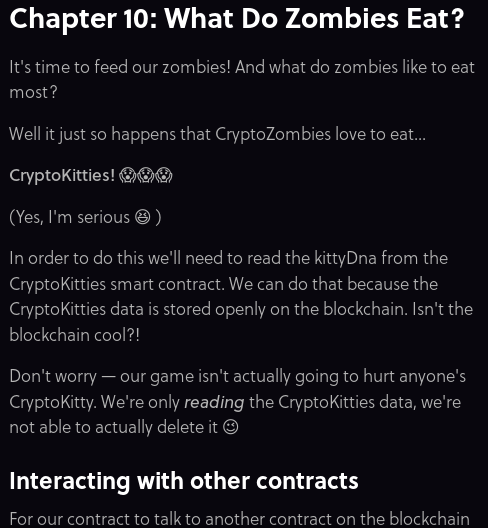 Chapter 10: What Do Zombies Eat?
It's time to feed our zombies! And what do zombies like to eat
most?
Well it just so happens that CryptoZombies love to eat...
CryptoKitties! 😱😱😱
(Yes, I'm serious 😆 )
In order to do this we'll need to read the kittyDna from the
CryptoKitties smart contract. We can do that because the
CryptoKitties data is stored openly on the blockchain. Isn't the
blockchain cool?!
Don't worry — our game isn't actually going to hurt anyone's
CryptoKitty. We're only reading the CryptoKitties data, we're
not able to actually delete it 😉
Interacting with other contracts
For our contract to talk to another contract on the blockchain